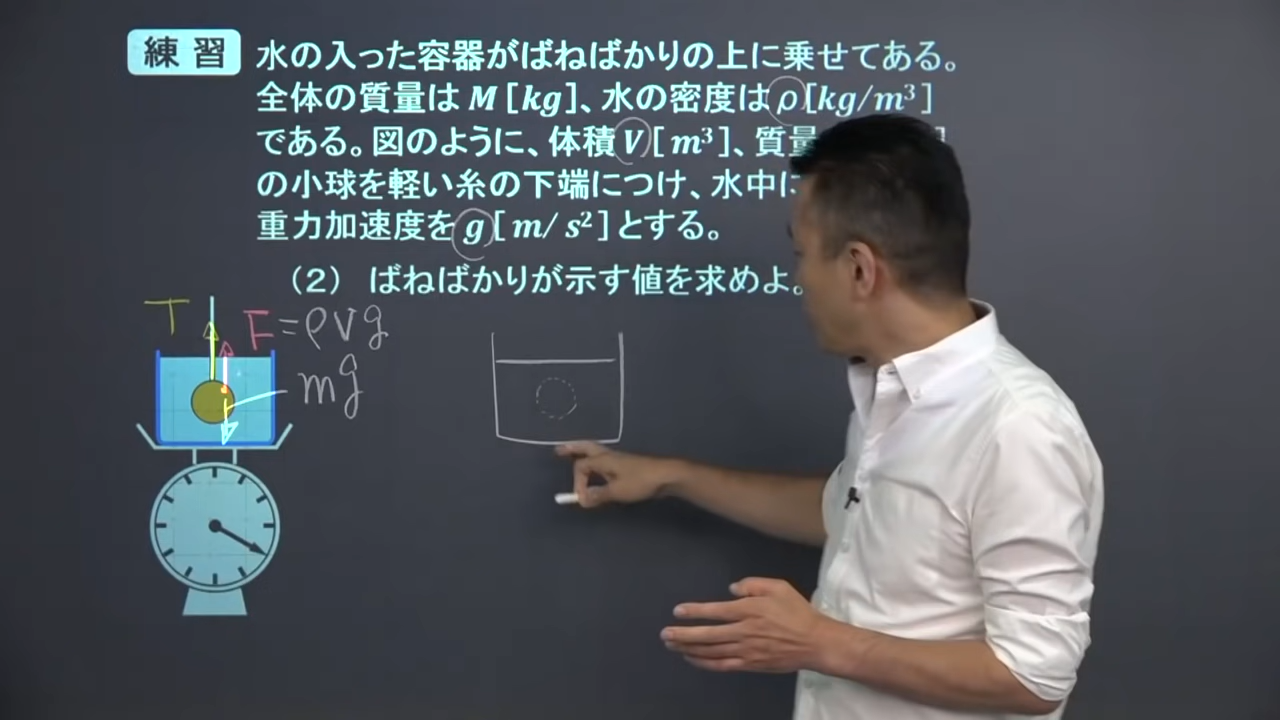 練習
水の入った容器がばねばかりの上に乗せてある。
全体の質量は M [kg]、水の密度は ρ [kg/m³]
である。図のように、体積 V [m³]、質量
の小球を軽い糸の下端につけ、水中に
重力加速度を g [m/s²] とする。
（2） ばねばかりが示す値を求めよ。
T
F=ρVg
mg